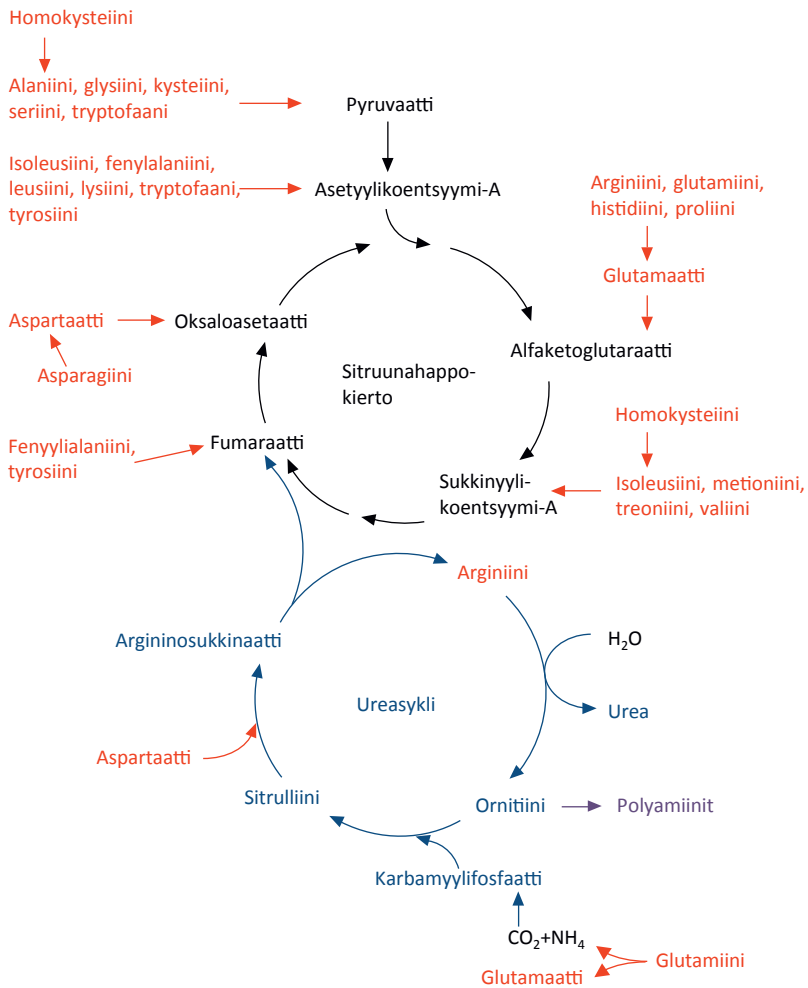 Homokysteiini
Alaniini, glysiini, kysteiini,
seriini, tryptofaani
Pyruvaatti
Isoleusiini, fenylalaniini,
leusiini, lysiini, tryptofaani,
tyrosiini
Asetyylikoentsyymi-A
Arginiini, glutamiini,
histidiini, proliini
Glutamaatti
Aspartaatti
Oksaloasetaatti
Alfaketoglutaraatti
Asparagiini
Sitruunahappo-
kierto
Homokysteiini
Fenyylialaniini,
tyrosiini
Fumaraatti
Sukkinyyli-
koentsyymi-A
Isoleusiini, metioniini,
treoniini, valiini
Arginiini
Argininosukkinaatti
H₂O
Ureasykli
Urea
Aspartaatti
Sitrulliini
Ornitiini
Polyamiinit
Karbamyylifosfaatti
CO₂+NH₄
Glutamiini
Glutamaatti